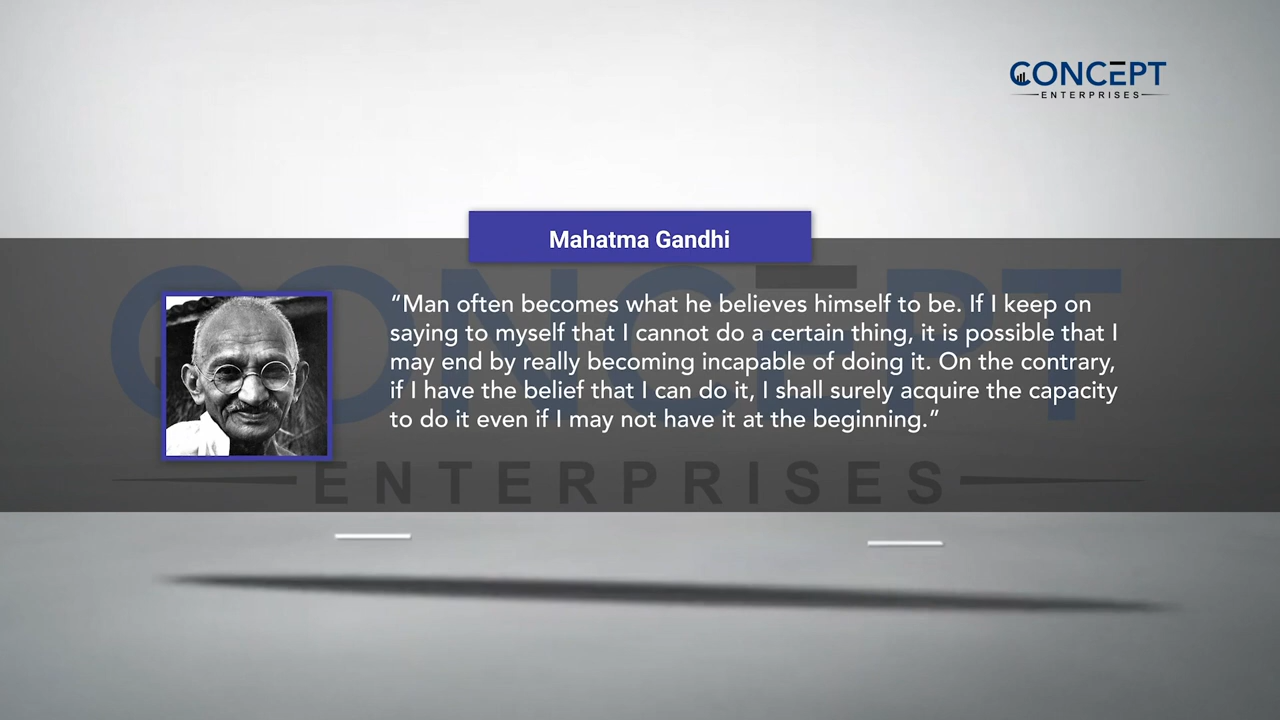 CONCEPT
ENTERPRISES
Mahatma Gandhi
CONCEPT
“Man often becomes what he believes himself to be. If I keep on
saying to myself that I cannot do a certain thing, it is possible that I
may end by really becoming incapable of doing it. On the contrary,
if I have the belief that I can do it, I shall surely acquire the capacity
to do it even if I may not have it at the beginning.”
ENTERPRISES